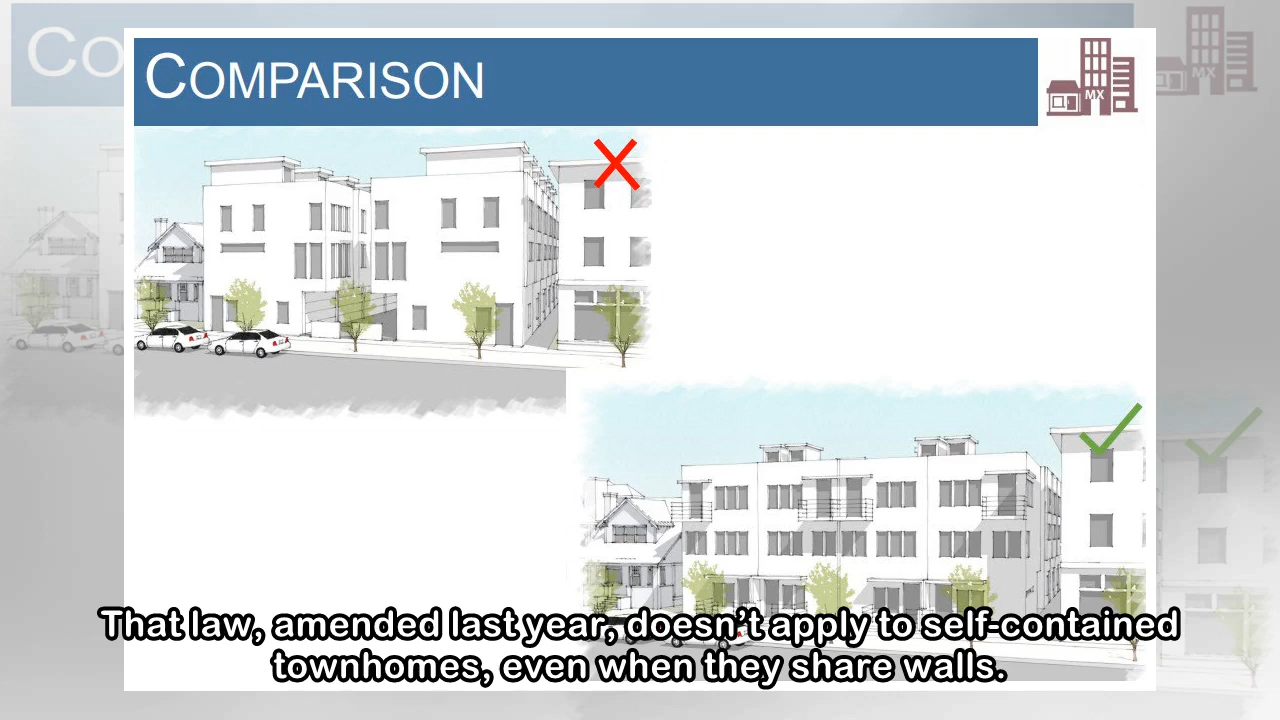 COMPARISON
MX
That law, amended last year, doesn't apply to self-contained
townhomes, even when they share walls.